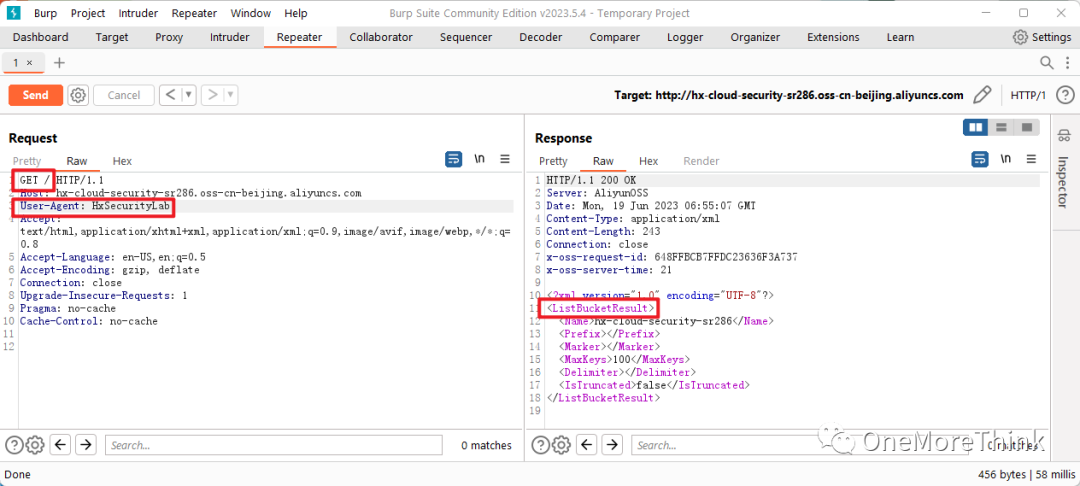 Burp Project Intruder Repeater Window Help Burp Suite Community Edition v2023.5.4 - Temporary Project
Dashboard Target Proxy Intruder Repeater Collaborator Sequencer Decoder Comparer Logger Organizer Extensions Learn Settings
1 × +
Send Cancel < ▼ > ▼ Target: http://hx-cloud-security-sr286.oss-cn-beijing.aliyuncs.com HTTP/1 ?
Request
Pretty Raw Hex \n
1 GET / HTTP/1.1
2 Host: hx-cloud-security-sr286.oss-cn-beijing.aliyuncs.com
3 User-Agent: HxSecurityLab
4 Accept:
text/html,application/xhtml+xml,application/xml;q=0.9,image/avif,image/webp,*/*;q=
0.8
5 Accept-Language: en-US,en;q=0.5
6 Accept-Encoding: gzip, deflate
7 Connection: close
8 Upgrade-Insecure-Requests: 1
9 Pragma: no-cache
10 Cache-Control: no-cache
11
12
? Search... 0 matches
Response
Pretty Raw Hex Render \n
1 HTTP/1.1 200 OK
2 Server: AliyunOSS
3 Date: Mon, 19 Jun 2023 06:55:07 GMT
4 Content-Type: application/xml
5 Content-Length: 243
6 Connection: close
7 x-oss-request-id: 648FFBCB7FFDC23636F3A737
8 x-oss-server-time: 21
9
10 <?xml version="1.0" encoding="UTF-8"?>
11 <ListBucketResult>
12 <Name>hx-cloud-security-sr286</Name>
13 <Prefix></Prefix>
14 <Marker></Marker>
15 <MaxKeys>100</MaxKeys>
16 <Delimiter></Delimiter>
17 <IsTruncated>false</IsTruncated>
18 </ListBucketResult>
19
? Search... 0 matches
Inspector
OneMoreThink
Done 456 bytes | 58 millis